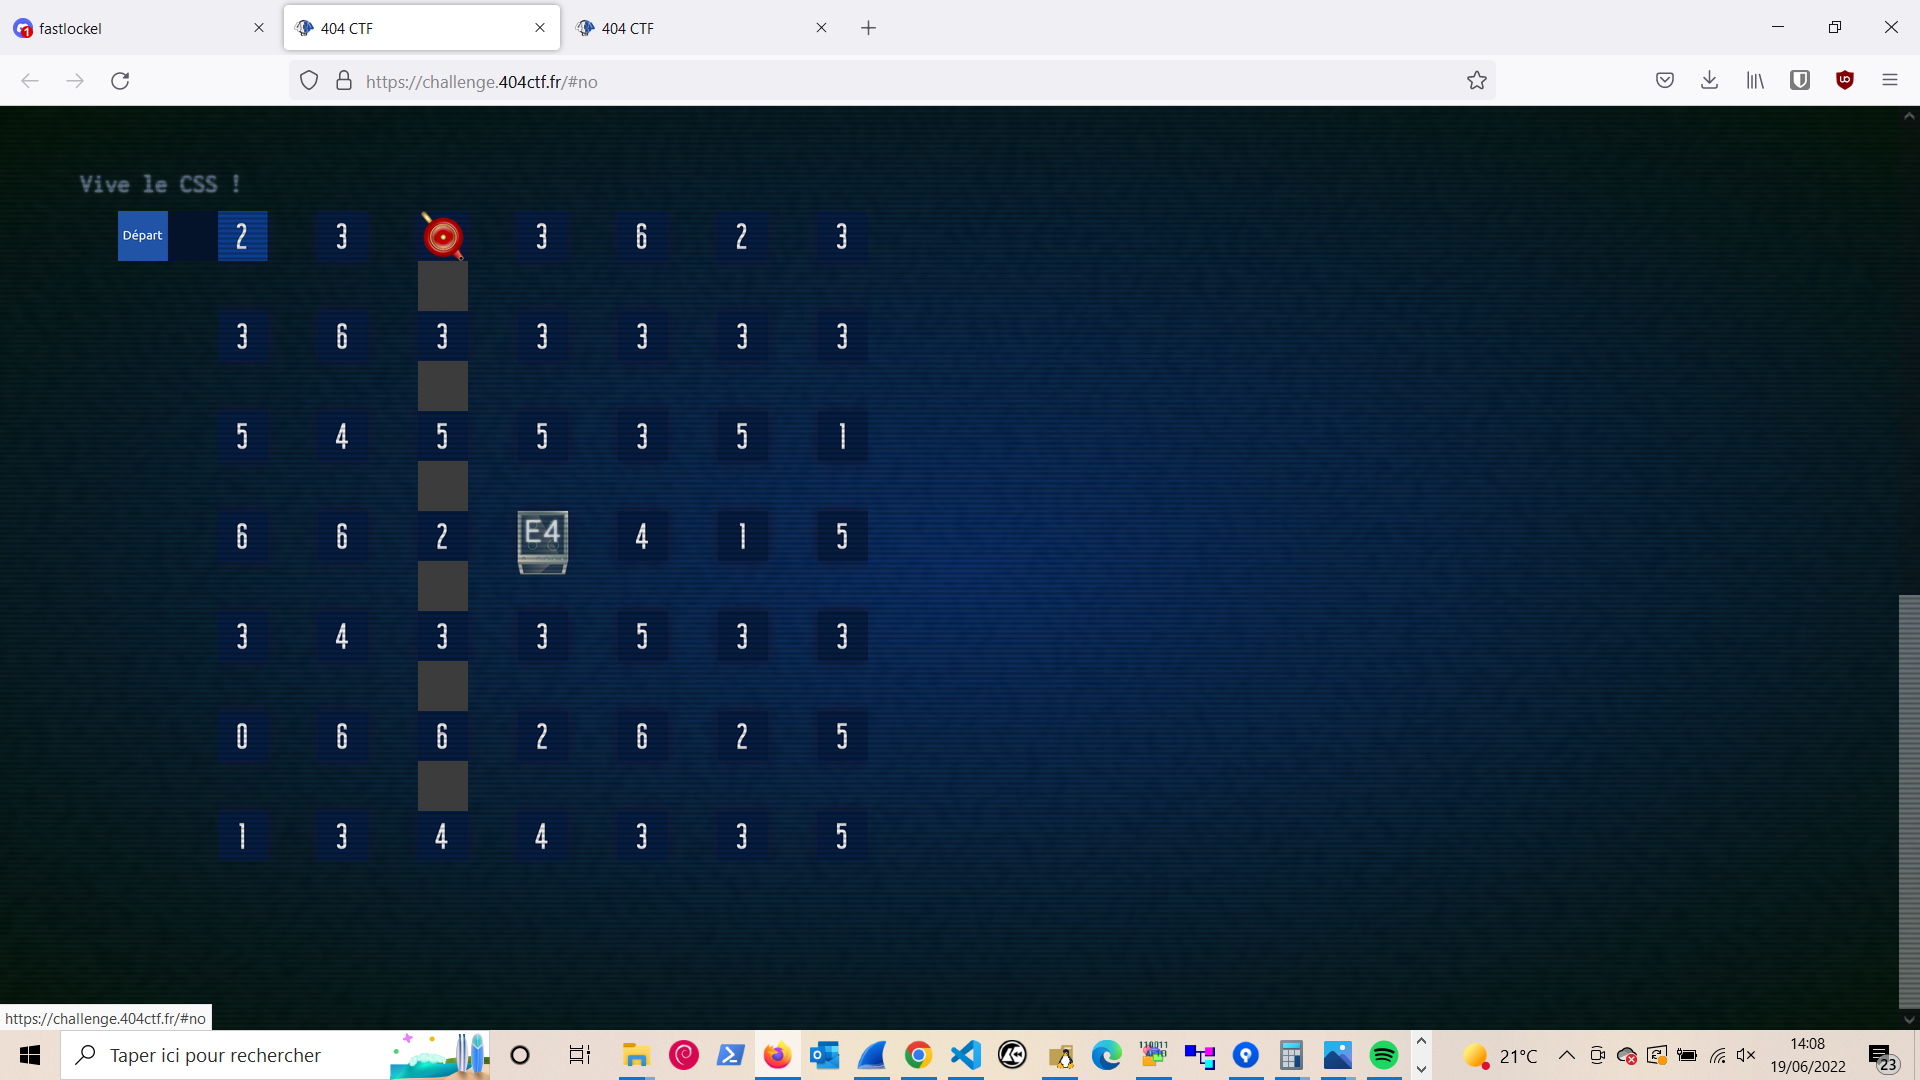 fastlockel
404 CTF
404 CTF
https://challenge.404ctf.fr/#no
Vive le CSS !
Départ 2 3 3 6 2 3
3 6 3 3 3 3 3
5 4 5 5 3 5 1
6 6 2 E4 4 1 5
3 4 3 3 5 3 3
0 6 6 2 6 2 5
1 3 4 4 3 3 5
https://challenge.404ctf.fr/#no
Taper ici pour rechercher
21°C
14:08
19/06/2022
23